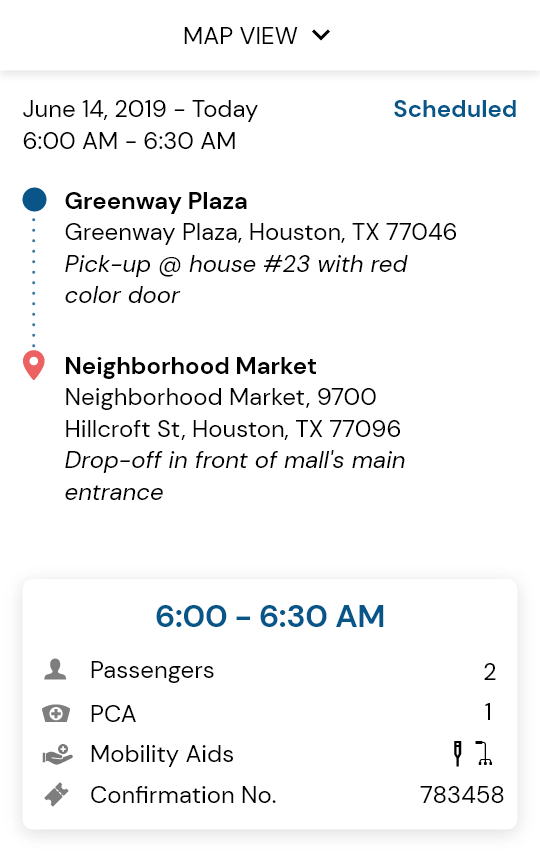 MAP VIEW
June 14, 2019 - Today
Scheduled
6:00 AM - 6:30 AM
Greenway Plaza
Greenway Plaza, Houston, TX 77046
Pick-up @ house #23 with red
color door
Neighborhood Market
Neighborhood Market, 9700
Hillcroft St, Houston, TX 77096
Drop-off in front of mall's main
entrance
6:00 - 6:30 AM
Passengers 2
PCA 1
Mobility Aids
Confirmation No. 783458